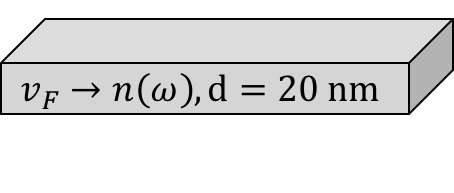 v_F → n(ω), d = 20 nm